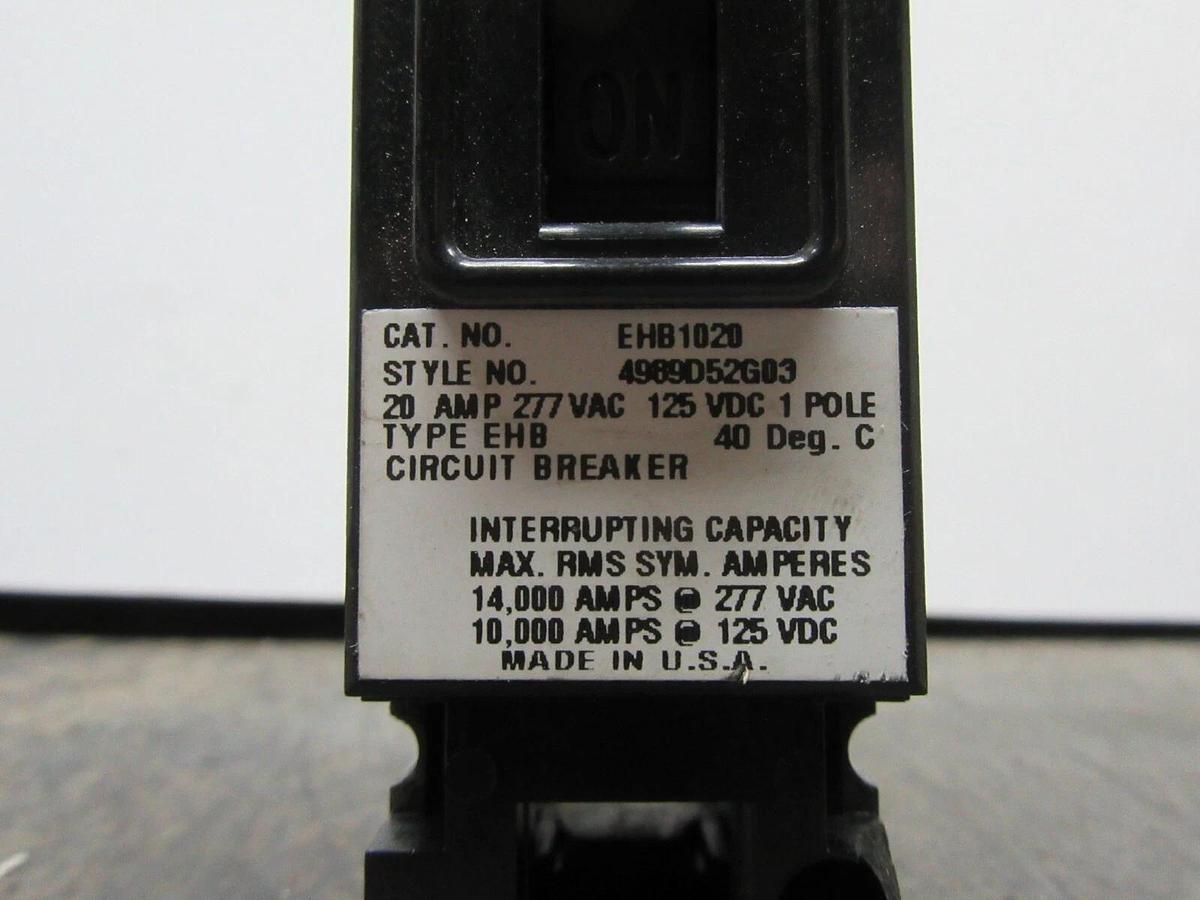 ON
CAT. NO. EHB1020
STYLE NO. 4989D52G03
20 AMP 277 VAC 125 VDC 1 POLE
TYPE EHB 40 Deg. C
CIRCUIT BREAKER
INTERRUPTING CAPACITY
MAX. RMS SYM. AMPERES
14,000 AMPS @ 277 VAC
10,000 AMPS @ 125 VDC
MADE IN U.S.A.